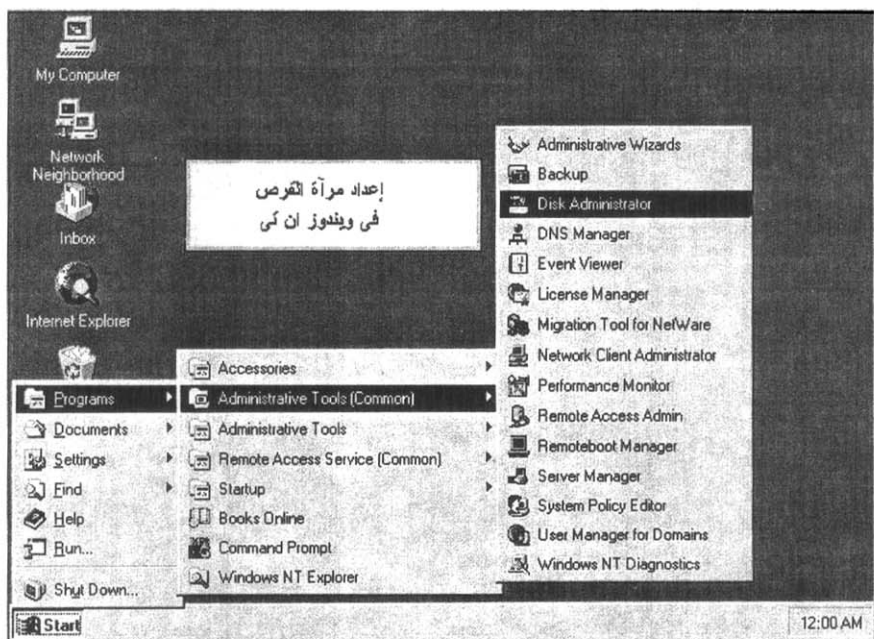 My Computer
Network
Neighborhood
Inbox
Internet Explorer
إعداد مرآة القرص
فى ويندوز ان تى
Programs
Documents
Settings
Find
Help
Run...
Shut Down...
Start
Accessories
Administrative Tools (Common)
Administrative Tools
Remote Access Service (Common)
Startup
Books Online
Command Prompt
Windows NT Explorer
Administrative Wizards
Backup
Disk Administrator
DNS Manager
Event Viewer
License Manager
Migration Tool for NetWare
Network Client Administrator
Performance Monitor
Remote Access Admin
Remoteboot Manager
Server Manager
System Policy Editor
User Manager for Domains
Windows NT Diagnostics
12:00 AM